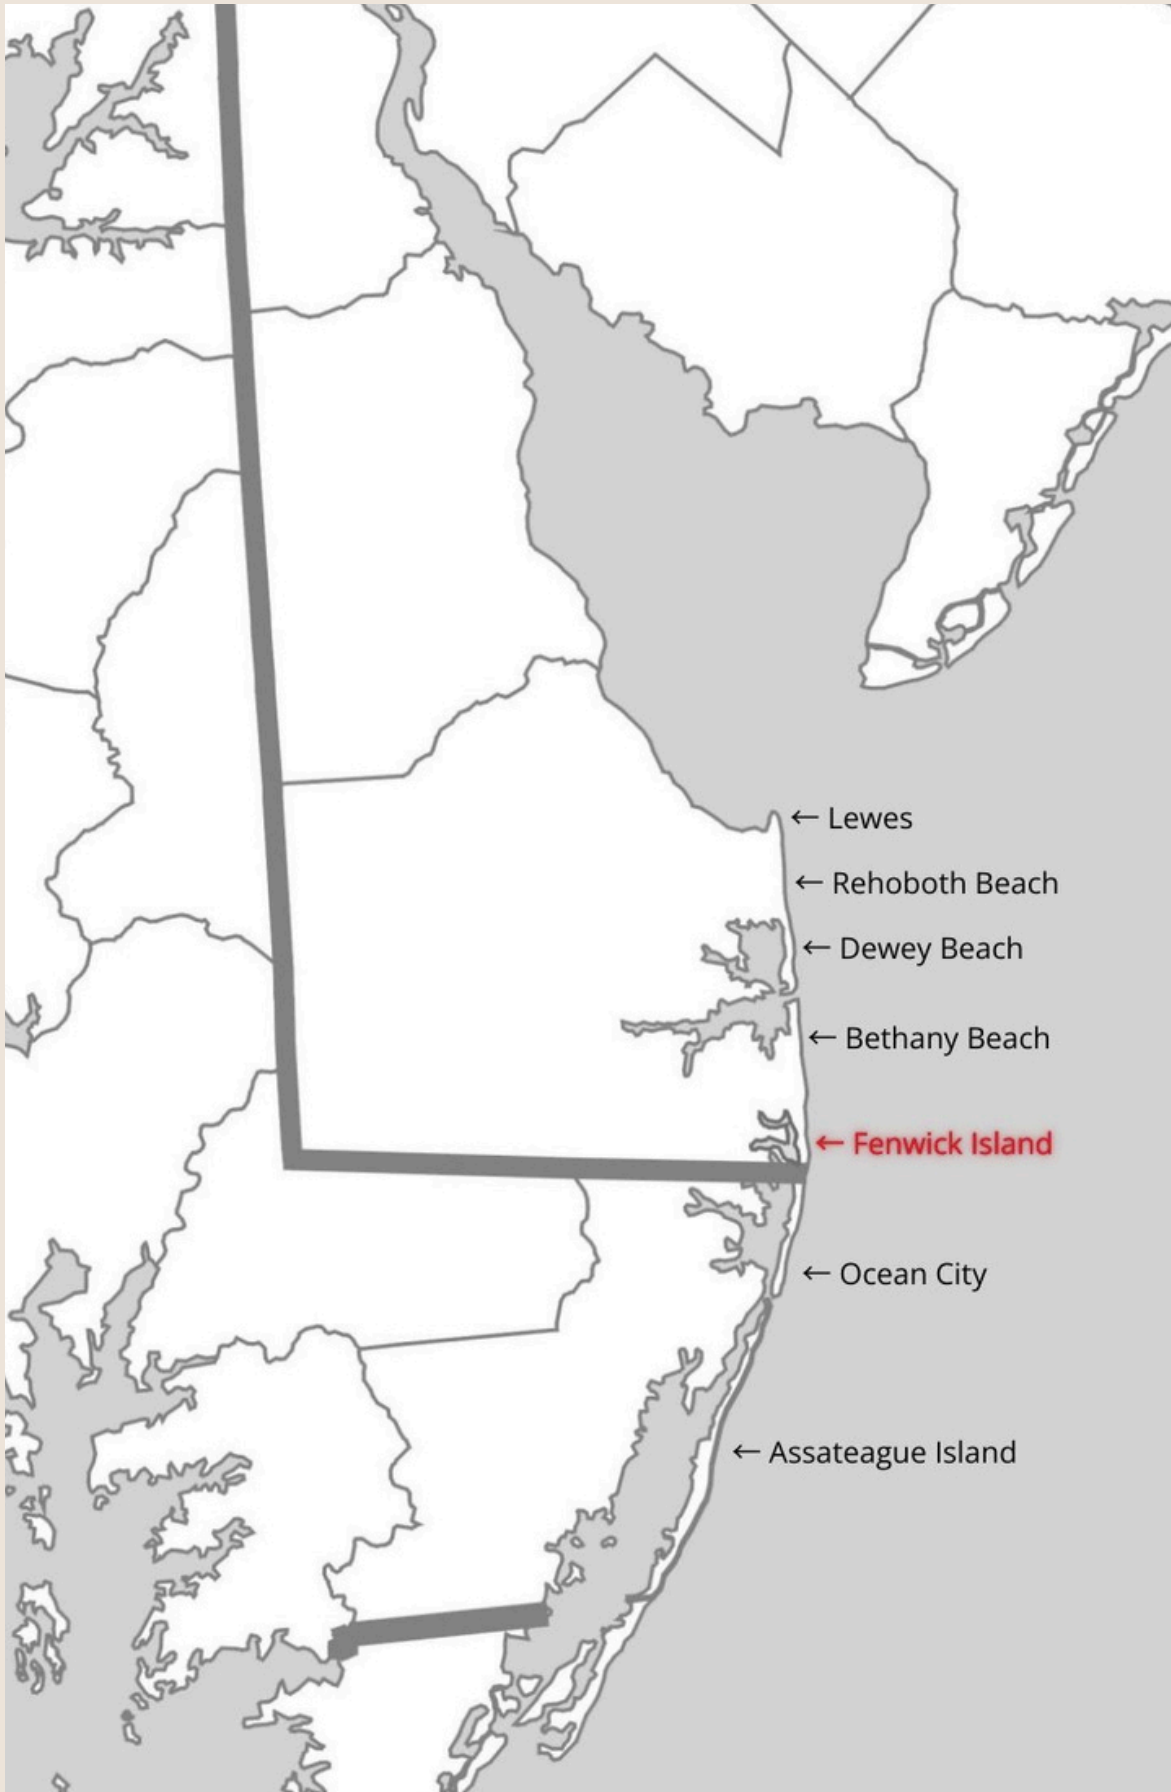 ← Lewes
← Rehoboth Beach
← Dewey Beach
← Bethany Beach
← Fenwick Island
← Ocean City
← Assateague Island